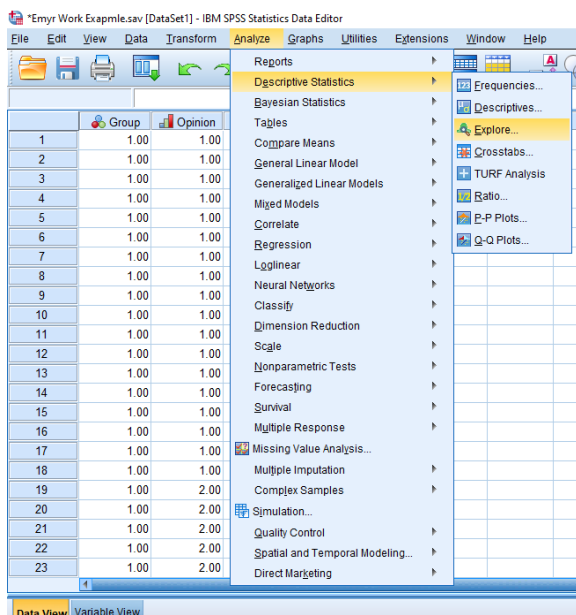 *Emyr Work Exapmle.sav [DataSet1] - IBM SPSS Statistics Data Editor
File Edit View Data Transform Analyze Graphs Utilities Extensions Window Help
Group Opinion
1 1.00 1.00
2 1.00 1.00
3 1.00 1.00
4 1.00 1.00
5 1.00 1.00
6 1.00 1.00
7 1.00 1.00
8 1.00 1.00
9 1.00 1.00
10 1.00 1.00
11 1.00 1.00
12 1.00 1.00
13 1.00 1.00
14 1.00 1.00
15 1.00 1.00
16 1.00 1.00
17 1.00 1.00
18 1.00 1.00
19 1.00 2.00
20 1.00 2.00
21 1.00 2.00
22 1.00 2.00
23 1.00 2.00
Reports
Descriptive Statistics
Bayesian Statistics
Tables
Compare Means
General Linear Model
Generalized Linear Models
Mixed Models
Correlate
Regression
Loglinear
Neural Networks
Classify
Dimension Reduction
Scale
Nonparametric Tests
Forecasting
Survival
Multiple Response
Missing Value Analysis...
Multiple Imputation
Complex Samples
Simulation...
Quality Control
Spatial and Temporal Modeling...
Direct Marketing
Frequencies...
Descriptives...
Explore...
Crosstabs...
TURF Analysis
Ratio...
P-P Plots...
Q-Q Plots...
Data View Variable View